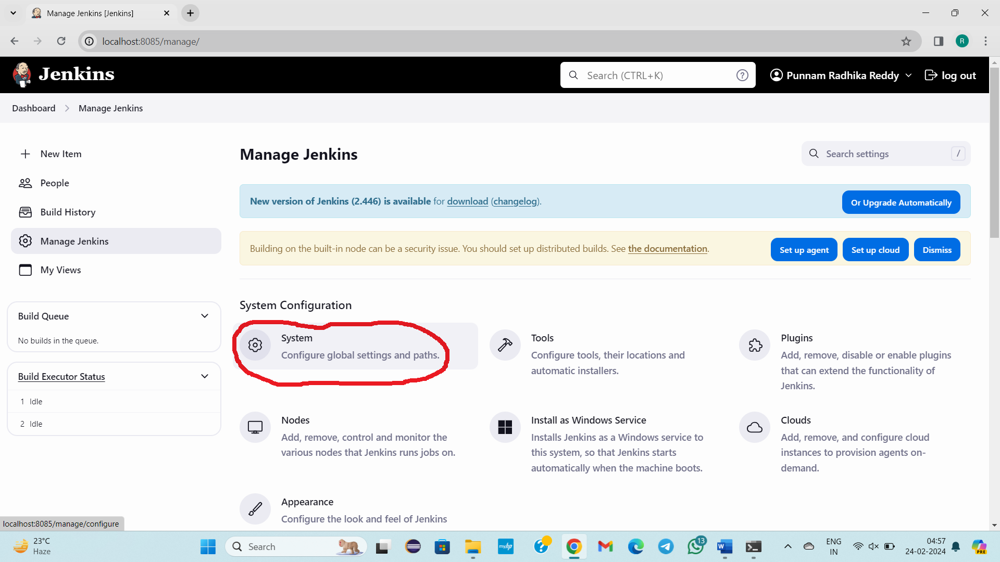 Manage Jenkins [Jenkins]
localhost:8085/manage/
R
Jenkins
Search (CTRL+K)
?
Punnam Radhika Reddy
log out
Dashboard
Manage Jenkins
New Item
People
Build History
Manage Jenkins
My Views
Build Queue
No builds in the queue.
Build Executor Status
1 Idle
2 Idle
Manage Jenkins
Search settings
/
New version of Jenkins (2.446) is available for download (changelog).
Or Upgrade Automatically
Building on the built-in node can be a security issue. You should set up distributed builds. See the documentation.
Set up agent
Set up cloud
Dismiss
System Configuration
System
Configure global settings and paths.
Tools
Configure tools, their locations and
automatic installers.
Plugins
Add, remove, disable or enable plugins
that can extend the functionality of
Jenkins.
Nodes
Add, remove, control and monitor the
various nodes that Jenkins runs jobs on.
Install as Windows Service
Installs Jenkins as a Windows service to
this system, so that Jenkins starts
automatically when the machine boots.
Clouds
Add, remove, and configure cloud
instances to provision agents on-
demand.
Appearance
Configure the look and feel of Jenkins
localhost:8085/manage/configure
23°C
Haze
Search
myhp
?
13
W
ENG
IN
04:57
24-02-2024
PRE